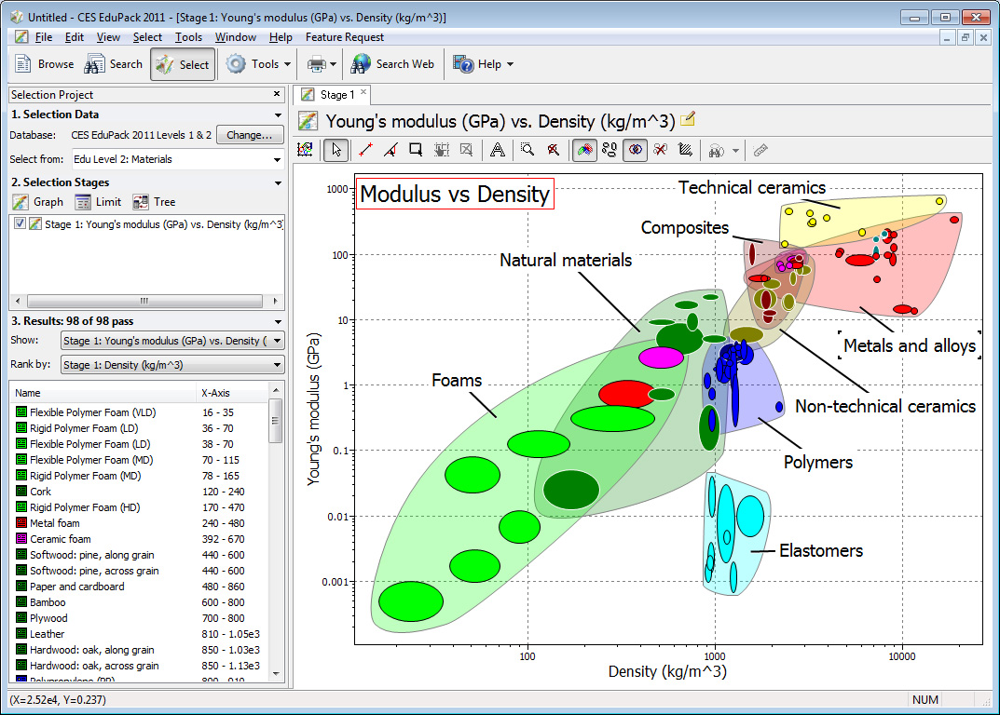 Untitled - CES EduPack 2011 - [Stage 1: Young's modulus (GPa) vs. Density (kg/m^3)]
File Edit View Select Tools Window Help Feature Request
Browse Search Select Tools Search Web Help
Selection Project
1. Selection Data
Database: CES EduPack 2011 Levels 1 & 2 Change...
Select from: Edu Level 2: Materials
2. Selection Stages
Graph Limit Tree
Stage 1: Young's modulus (GPa) vs. Density (kg/m^3
3. Results: 98 of 98 pass
Show: Stage 1: Young's modulus (GPa) vs. Density (
Rank by: Stage 1: Density (kg/m^3)
Name X-Axis
Flexible Polymer Foam (VLD) 16 - 35
Rigid Polymer Foam (LD) 36 - 70
Flexible Polymer Foam (LD) 38 - 70
Flexible Polymer Foam (MD) 70 - 115
Rigid Polymer Foam (MD) 78 - 165
Cork 120 - 240
Rigid Polymer Foam (HD) 170 - 470
Metal foam 240 - 480
Ceramic foam 392 - 670
Softwood: pine, along grain 440 - 600
Softwood: pine, across grain 440 - 600
Paper and cardboard 480 - 860
Bamboo 600 - 800
Plywood 700 - 800
Leather 810 - 1.05e3
Hardwood: oak, along grain 850 - 1.03e3
Hardwood: oak, across grain 850 - 1.13e3
Stage 1
Young's modulus (GPa) vs. Density (kg/m^3)
Modulus vs Density
Technical ceramics
Composites
Natural materials
Metals and alloys
Foams
Non-technical ceramics
Polymers
Elastomers
Young's modulus (GPa)
1000
100
10
1
0.1
0.01
0.001
100 1000 10000
Density (kg/m^3)
(X=2.52e4, Y=0.237) NUM